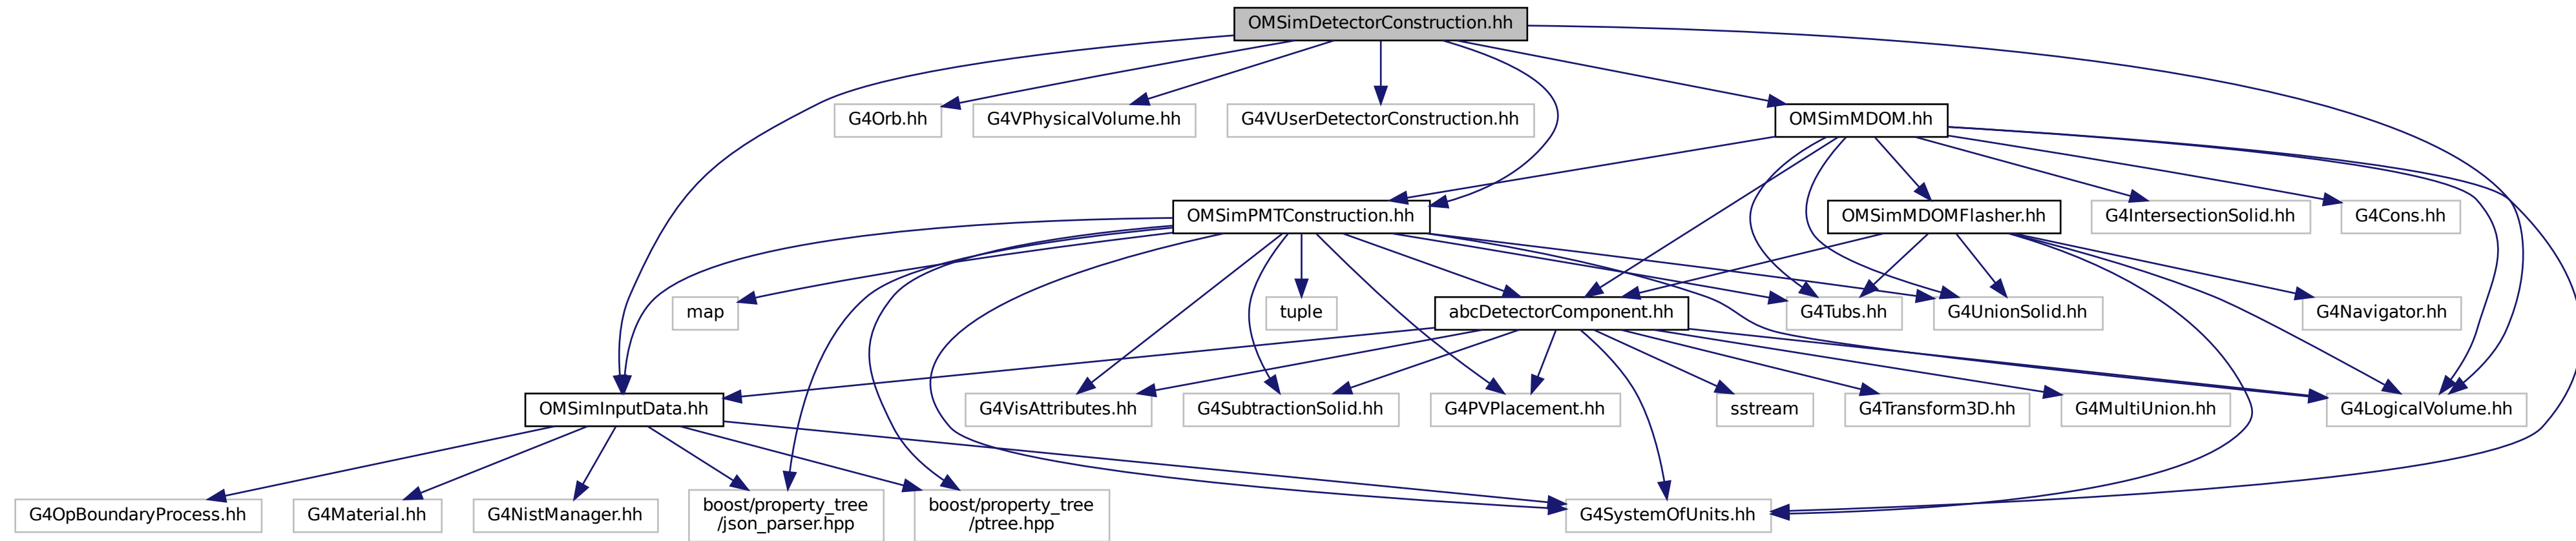 OMSimDetectorConstruction.hh
G4Orb.hh
G4VPhysicalVolume.hh
G4VUserDetectorConstruction.hh
OMSimMDOM.hh
OMSimPMTConstruction.hh
OMSimMDOMFlasher.hh
G4IntersectionSolid.hh
G4Cons.hh
map
tuple
abcDetectorComponent.hh
G4Tubs.hh
G4UnionSolid.hh
G4Navigator.hh
OMSimInputData.hh
G4VisAttributes.hh
G4SubtractionSolid.hh
G4PVPlacement.hh
sstream
G4Transform3D.hh
G4MultiUnion.hh
G4LogicalVolume.hh
G4OpBoundaryProcess.hh
G4Material.hh
G4NistManager.hh
boost/property_tree
/json_parser.hpp
boost/property_tree
/ptree.hpp
G4SystemOfUnits.hh